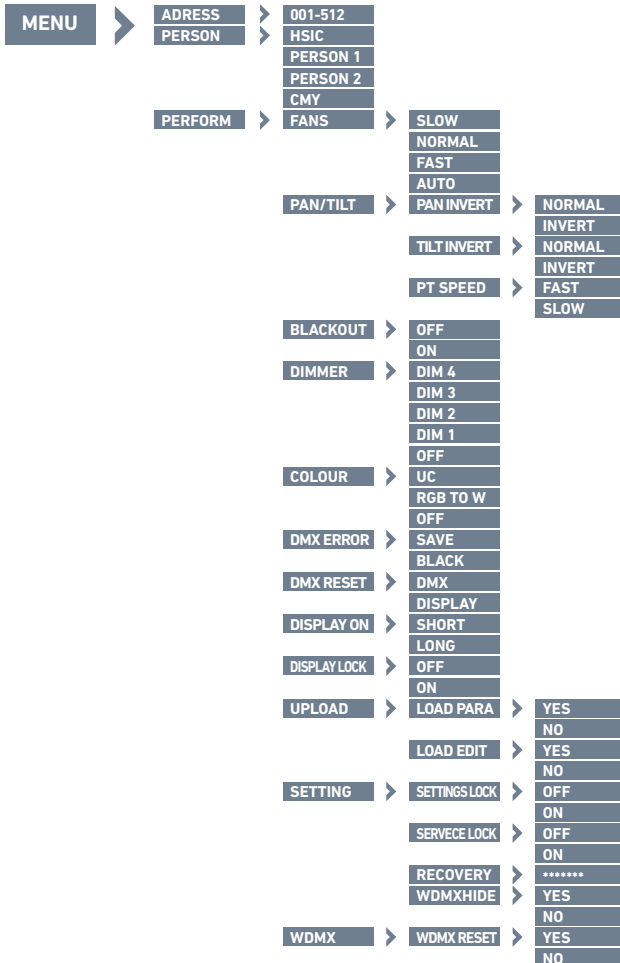 MENU ADRESS 001-512
PERSON HSIC
PERSON 1
PERSON 2
CMY
PERFORM FANS SLOW
NORMAL
FAST
AUTO
PAN/TILT PAN INVERT NORMAL
INVERT
TILT INVERT NORMAL
INVERT
PT SPEED FAST
SLOW
BLACKOUT OFF
ON
DIMMER DIM 4
DIM 3
DIM 2
DIM 1
OFF
COLOUR UC
RGB TO W
OFF
DMX ERROR SAVE
BLACK
DMX RESET DMX
DISPLAY
DISPLAY ON SHORT
LONG
DISPLAY LOCK OFF
ON
UPLOAD LOAD PARA YES
NO
LOAD EDIT YES
NO
SETTING SETTINGS LOCK OFF
ON
SERVECE LOCK OFF
ON
RECOVERY *******
WDMXHIDE YES
NO
WDMX WDMX RESET YES
NO